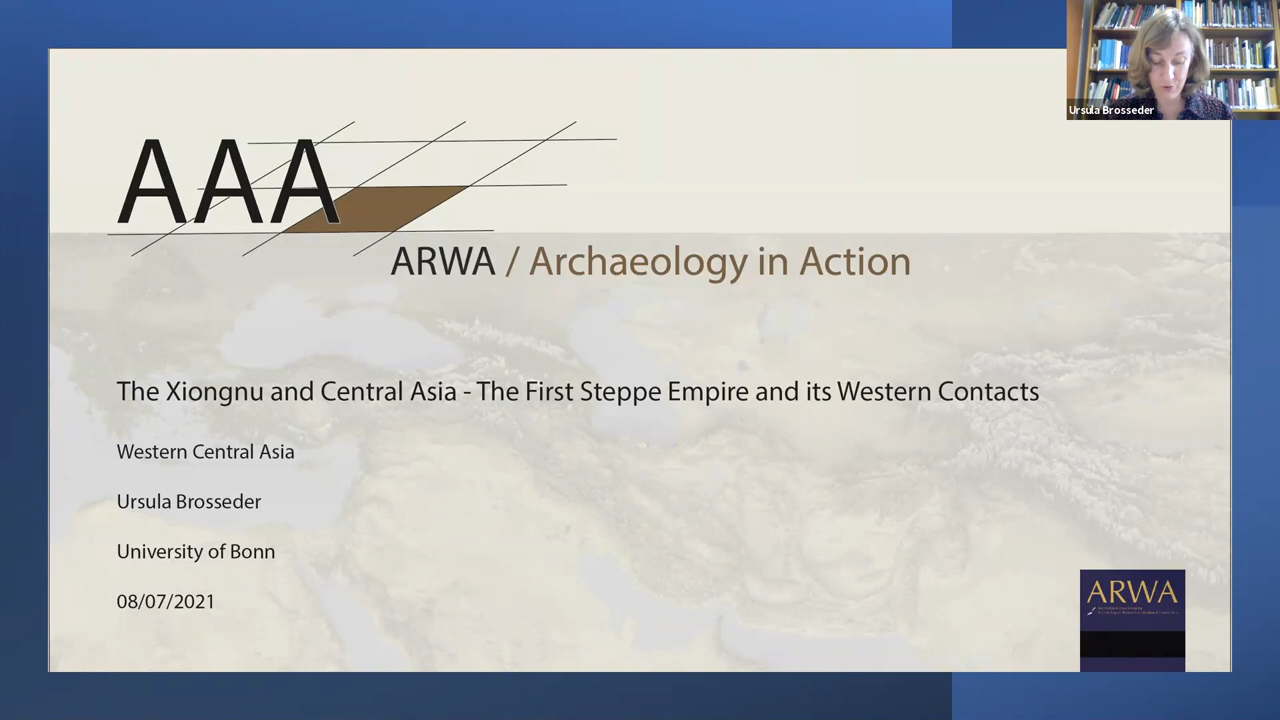 Ursula Brosseder
AAA
ARWA / Archaeology in Action
The Xiongnu and Central Asia - The First Steppe Empire and its Western Contacts
Western Central Asia
Ursula Brosseder
University of Bonn
08/07/2021
ARWA